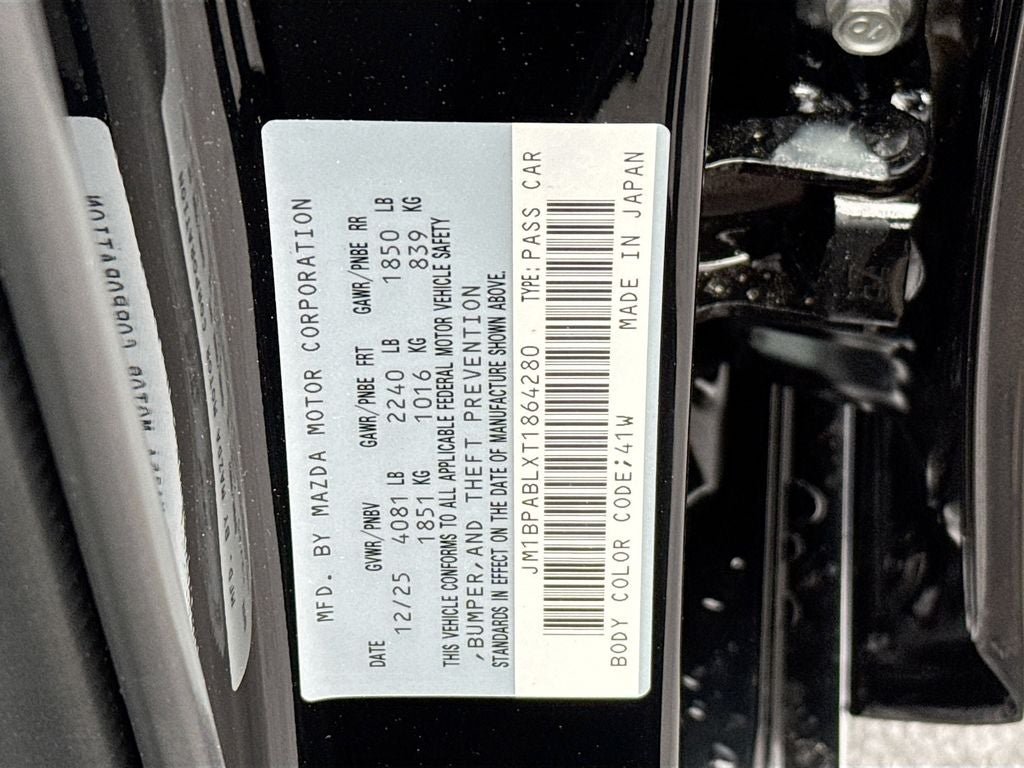 MFD. BY MAZDA MOTOR CORPORATION
DATE GVWR/PNBV GAWR/PNBE FRT GAWR/PNBE RR
12/25 4081 LB 2240 LB 1850 LB
1851 KG 1016 KG 839 KG
THIS VEHICLE CONFORMS TO ALL APPLICABLE FEDERAL MOTOR VEHICLE SAFETY
,BUMPER,AND THEFT PREVENTION
STANDARDS IN EFFECT ON THE DATE OF MANUFACTURE SHOWN ABOVE.
JM1BPABLXT1864280 TYPE:PASS CAR
BODY COLOR CODE;41W MADE IN JAPAN